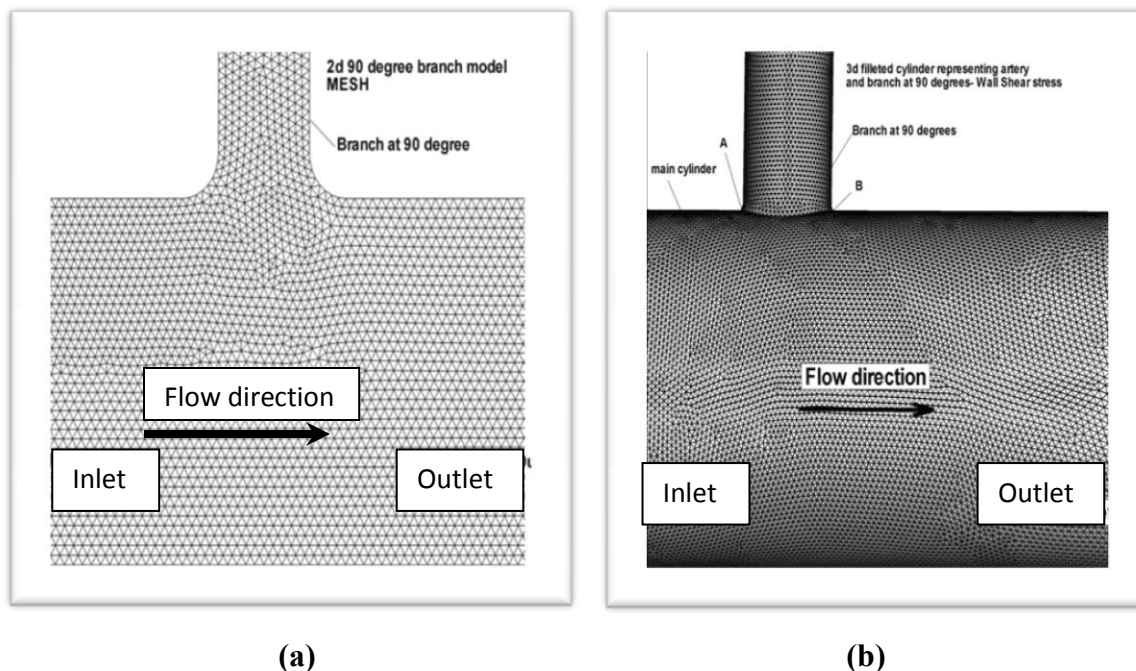 2d 90 degree branch model
MESH
Branch at 90 degree
Flow direction
Inlet
Outlet
(a)
3d filleted cylinder representing artery
and branch at 90 degrees- Wall Shear stress
A
Branch at 90 degrees
main cylinder
B
Flow direction
Inlet
Outlet
(b)